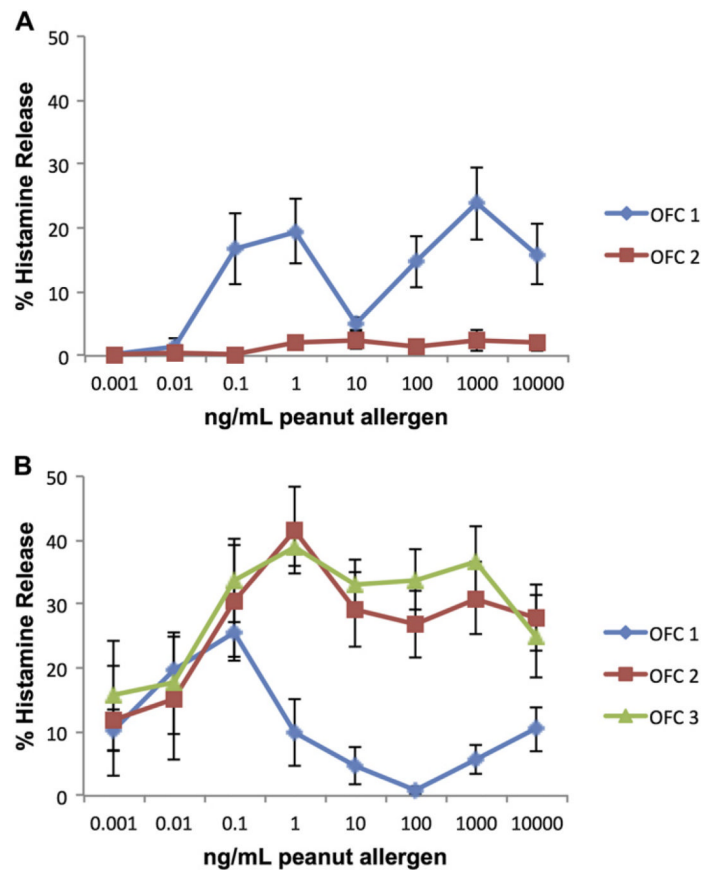 A
50
40
30
20
10
0
% Histamine Release
0.001 0.01 0.1 1 10 100 1000 10000
ng/mL peanut allergen
OFC 1
OFC 2
B
50
40
30
20
10
0
% Histamine Release
0.001 0.01 0.1 1 10 100 1000 10000
ng/mL peanut allergen
OFC 1
OFC 2
OFC 3